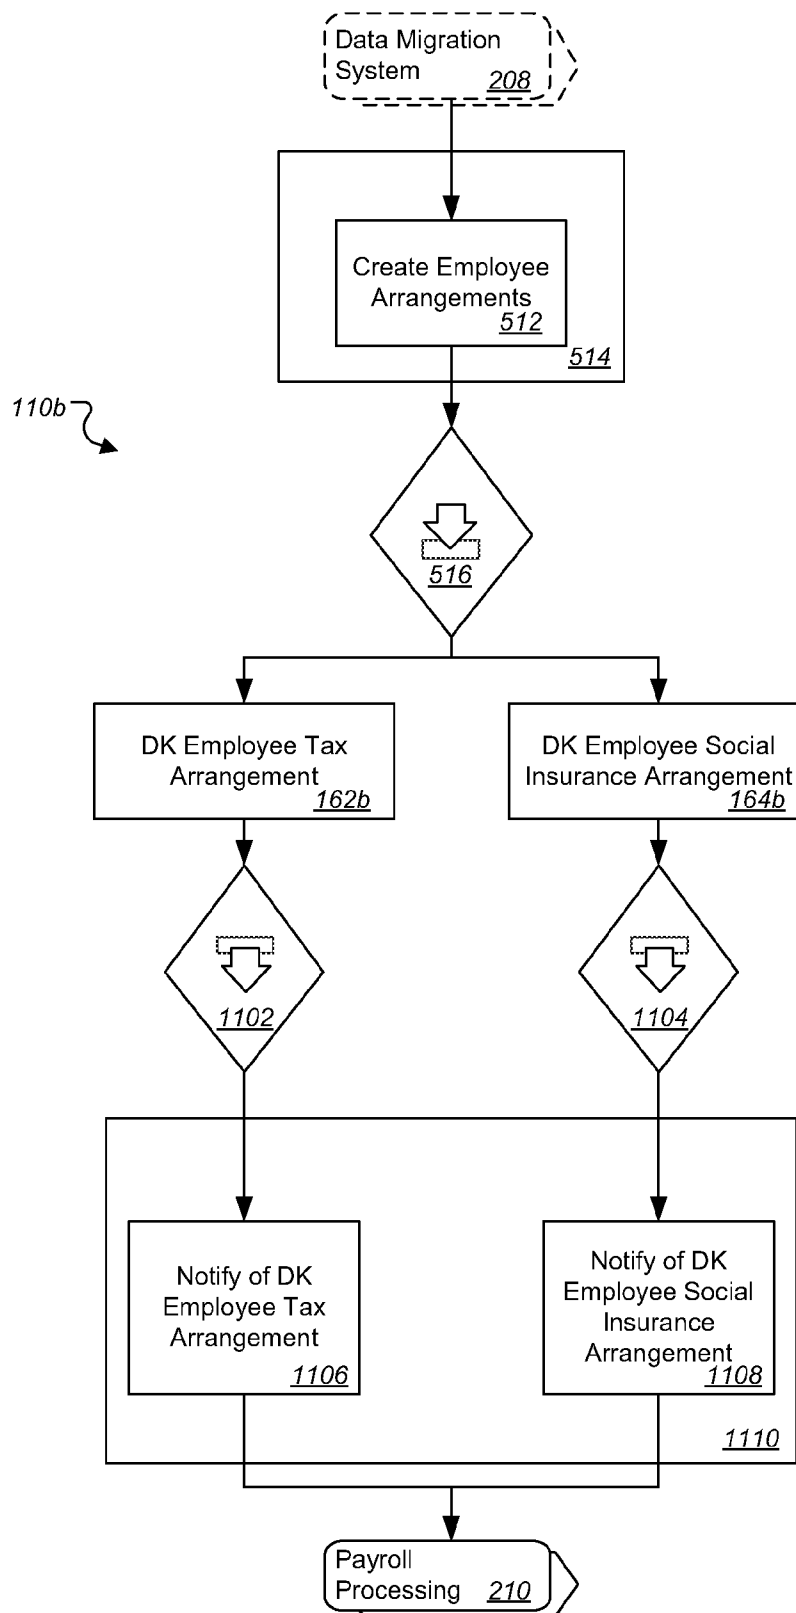 Data Migration
System
208
Create Employee
Arrangements
512
514
110b
516
DK Employee Tax
Arrangement
162b
DK Employee Social
Insurance Arrangement
164b
1102
1104
Notify of DK
Employee Tax
Arrangement
1106
Notify of DK
Employee Social
Insurance
Arrangement
1108
1110
Payroll
Processing
210